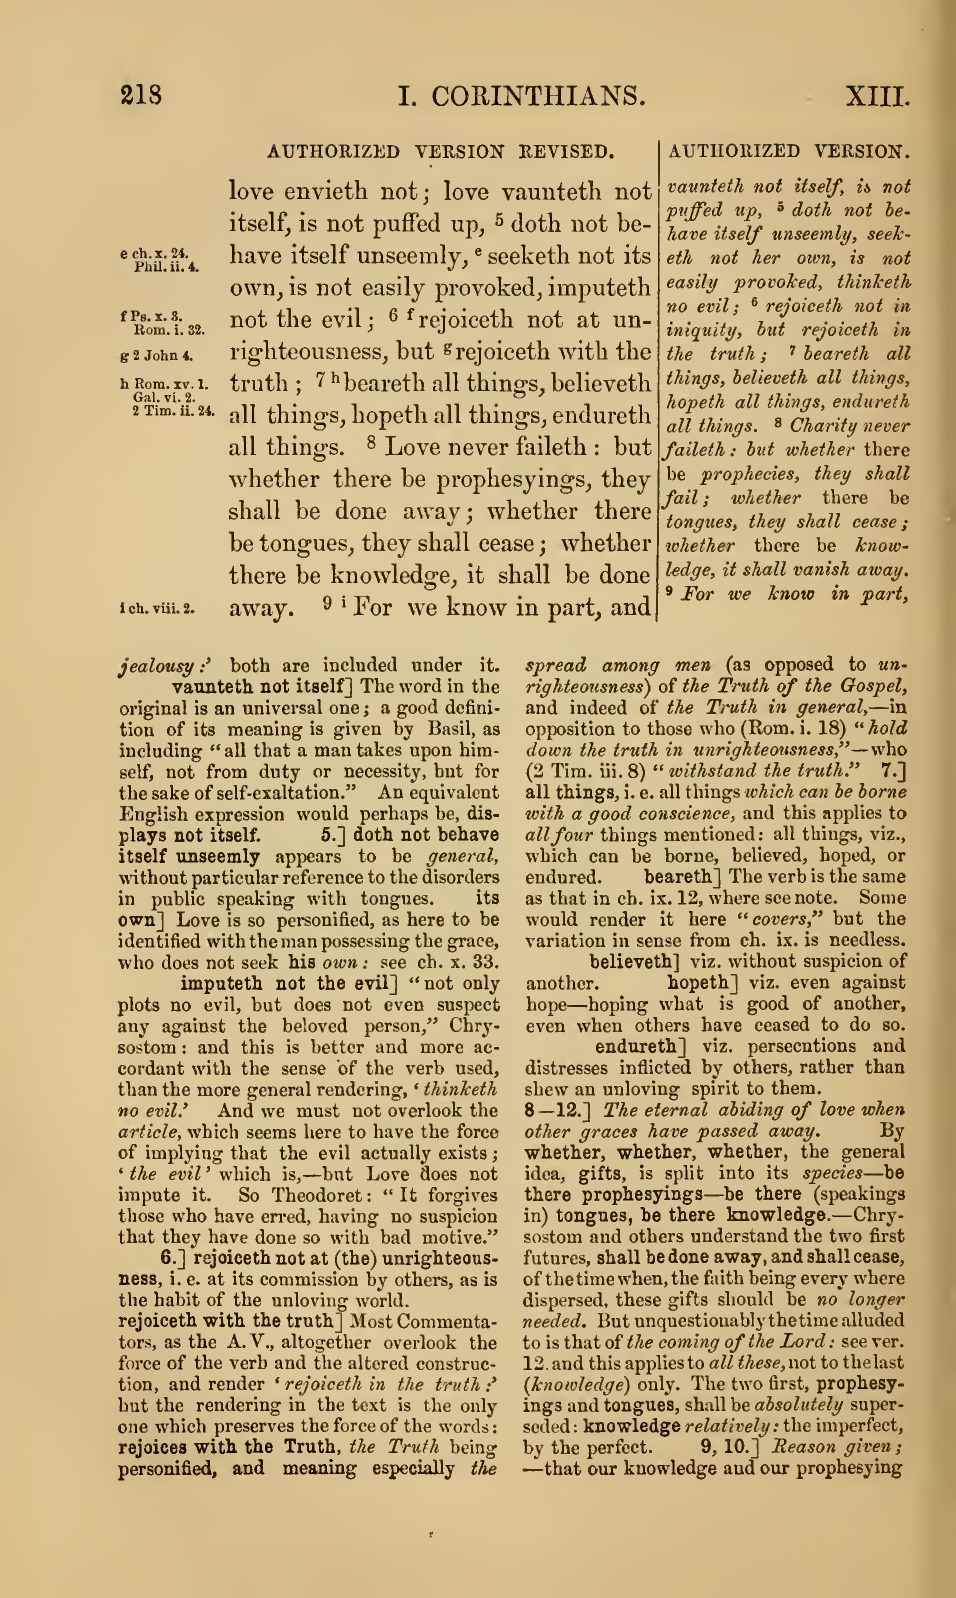 218
I. CORINTHIANS.
XIII.
AUTHORIZED VERSION REVISED.
love envieth not; love vaunteth not
itself, is not puffed up, 5 doth not be-
have itself unseemly, e seeketh not its
own, is not easily provoked, imputeth
not the evil; 6 f rejoiceth not at un-
righteousness, but g rejoiceth with the
truth; 7 h beareth all things, believeth
all things, hopeth all things, endureth
all things. 8 Love never faileth: but
whether there be prophesyings, they
shall be done away; whether there
be tongues, they shall cease; whether
there be knowledge, it shall be done
away. 9 i For we know in part, and
e ch. x. 24.
Phil. ii. 4.
f Ps. x. 3.
Rom. i. 32.
g 2 John 4.
h Rom. xv. 1.
Gal. vi. 2.
2 Tim. ii. 24.
i ch. viii. 2.
AUTHORIZED VERSION.
vaunteth not itself, is not
puffed up, 5 doth not be-
have itself unseemly, seek-
eth not her own, is not
easily provoked, thinketh
no evil; 6 rejoiceth not in
iniquity, but rejoiceth in
the truth; 7 beareth all
things, believeth all things,
hopeth all things, endureth
all things. 8 Charity never
faileth: but whether there
be prophecies, they shall
fail; whether there be
tongues, they shall cease;
whether there be know-
ledge, it shall vanish away.
9 For we know in part,
jealousy:’ both are included under it.
vaunteth not itself] The word in the
original is an universal one; a good defini-
tion of its meaning is given by Basil, as
including “all that a man takes upon him-
self, not from duty or necessity, but for
the sake of self-exaltation.” An equivalent
English expression would perhaps be, dis-
plays not itself. 5.] doth not behave
itself unseemly appears to be general,
without particular reference to the disorders
in public speaking with tongues. its
own] Love is so personified, as here to be
identified with the man possessing the grace,
who does not seek his own: see ch. x. 33.
imputeth not the evil] “not only
plots no evil, but does not even suspect
any against the beloved person,” Chry-
sostom: and this is better and more ac-
cordant with the sense of the verb used,
than the more general rendering, ‘thinketh
no evil.’ And we must not overlook the
article, which seems here to have the force
of implying that the evil actually exists;
‘the evil’ which is,—but Love does not
impute it. So Theodoret: “It forgives
those who have erred, having no suspicion
that they have done so with bad motive.”
6.] rejoiceth not at (the) unrighteous-
ness, i. e. at its commission by others, as is
the habit of the unloving world.
rejoiceth with the truth] Most Commenta-
tors, as the A. V., altogether overlook the
force of the verb and the altered construc-
tion, and render ‘rejoiceth in the truth:’
but the rendering in the text is the only
one which preserves the force of the words:
rejoices with the Truth, the Truth being
personified, and meaning especially the
spread among men (as opposed to un-
righteousness) of the Truth of the Gospel,
and indeed of the Truth in general,—in
opposition to those who (Rom. i. 18) “hold
down the truth in unrighteousness,”—who
(2 Tim. iii. 8) “withstand the truth.” 7.]
all things, i. e. all things which can be borne
with a good conscience, and this applies to
all four things mentioned: all things, viz.,
which can be borne, believed, hoped, or
endured. beareth] The verb is the same
as that in ch. ix. 12, where see note. Some
would render it here “covers,” but the
variation in sense from ch. ix. is needless.
believeth] viz. without suspicion of
another. hopeth] viz. even against
hope—hoping what is good of another,
even when others have ceased to do so.
endureth] viz. persecutions and
distresses inflicted by others, rather than
shew an unloving spirit to them.
8—12.] The eternal abiding of love when
other graces have passed away. By
whether, whether, whether, the general
idea, gifts, is split into its species—be
there prophesyings—be there (speakings
in) tongues, be there knowledge.—Chry-
sostom and others understand the two first
futures, shall be done away, and shall cease,
of the time when, the faith being every where
dispersed, these gifts should be no longer
needed. But unquestionably the time alluded
to is that of the coming of the Lord: see ver.
12. and this applies to all these, not to the last
(knowledge) only. The two first, prophesy-
ings and tongues, shall be absolutely super-
seded: knowledge relatively: the imperfect,
by the perfect. 9, 10.] Reason given;
—that our knowledge and our prophesying